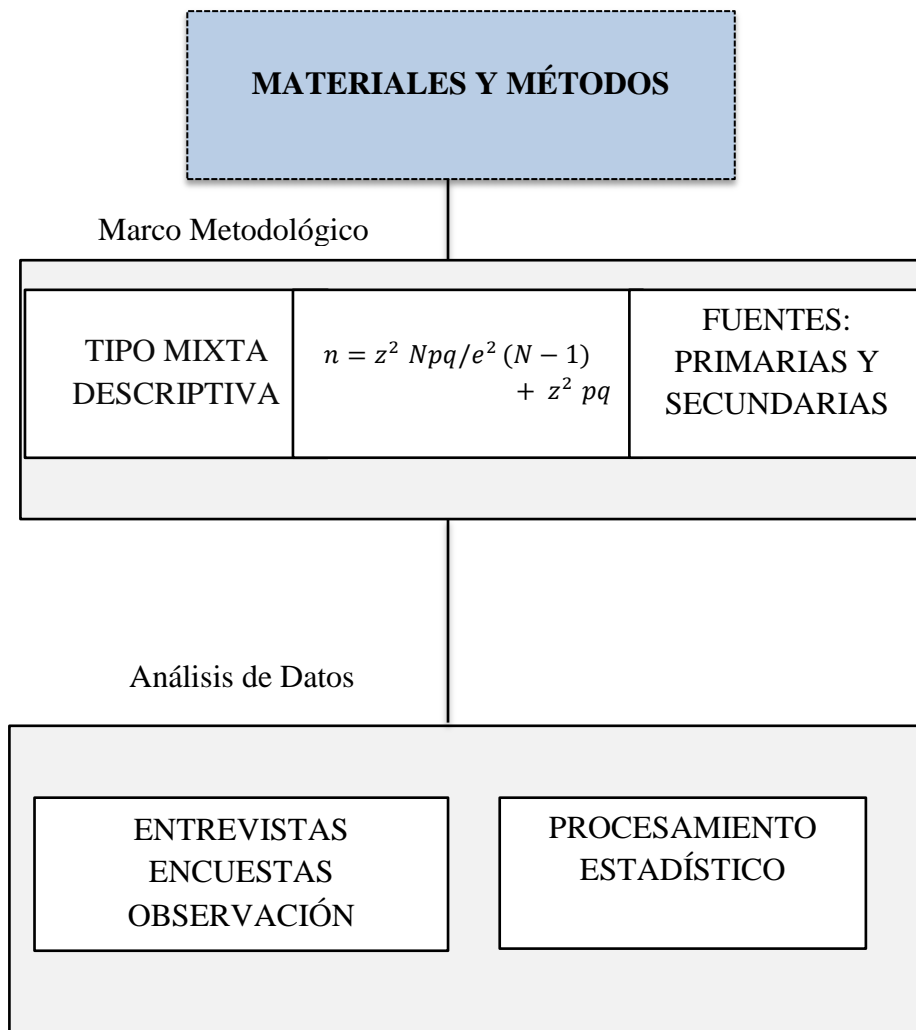 MATERIALES Y MÉTODOS
Marco Metodológico
TIPO MIXTA
DESCRIPTIVA
n = z² Npq/e² (N − 1)
+ z² pq
FUENTES:
PRIMARIAS Y
SECUNDARIAS
Análisis de Datos
ENTREVISTAS
ENCUESTAS
OBSERVACIÓN
PROCESAMIENTO
ESTADÍSTICO